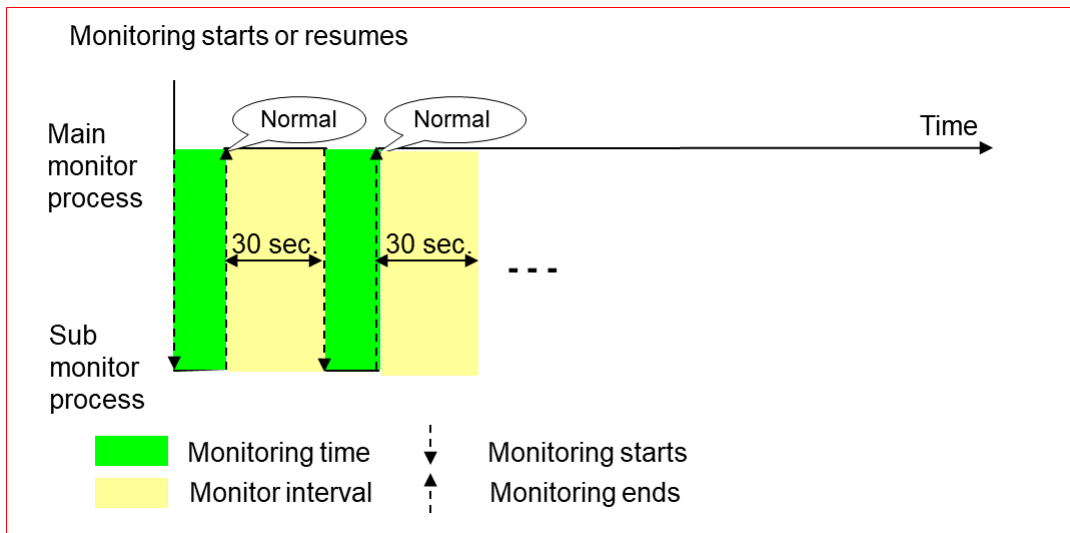 Monitoring starts or resumes
Normal
Normal
Time
Main
monitor
process
30 sec.
30 sec.
- - -
Sub
monitor
process
Monitoring time
Monitoring starts
Monitor interval
Monitoring ends